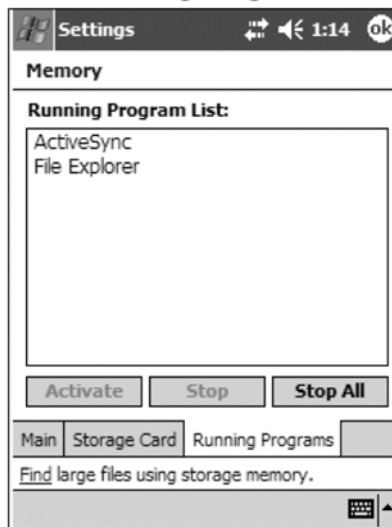 Settings 1:14 ok
Memory
Running Program List:
ActiveSync
File Explorer
Activate Stop Stop All
Main Storage Card Running Programs
Find large files using storage memory.